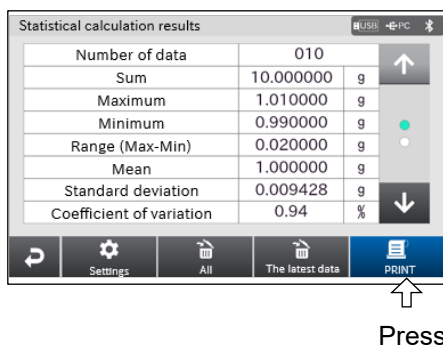 Statistical calculation results USB PC
Number of data 010
Sum 10.000000 g
Maximum 1.010000 g
Minimum 0.990000 g
Range (Max-Min) 0.020000 g
Mean 1.000000 g
Standard deviation 0.009428 g
Coefficient of variation 0.94 %
Settings All The latest data PRINT
Press